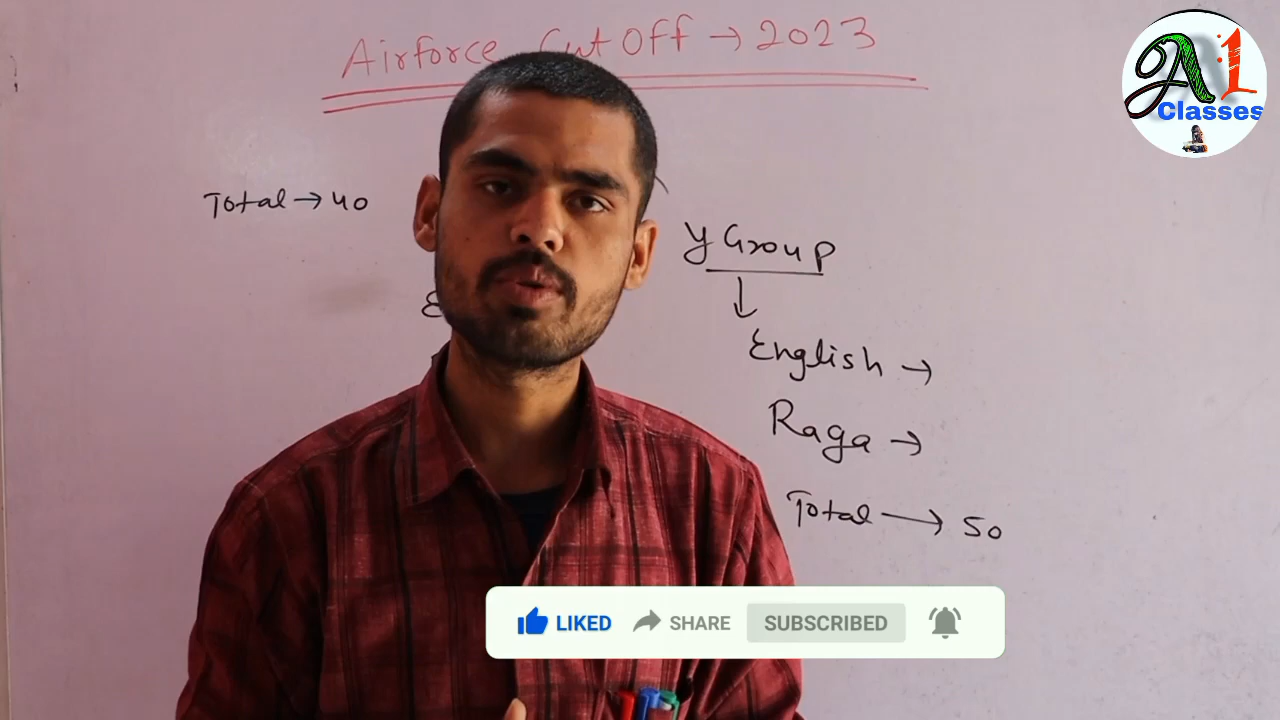 Airforce Cut Off → 2023
A1
Classes
Total → 40
Y Group
English →
Raga →
Total → 50
LIKED SHARE SUBSCRIBED